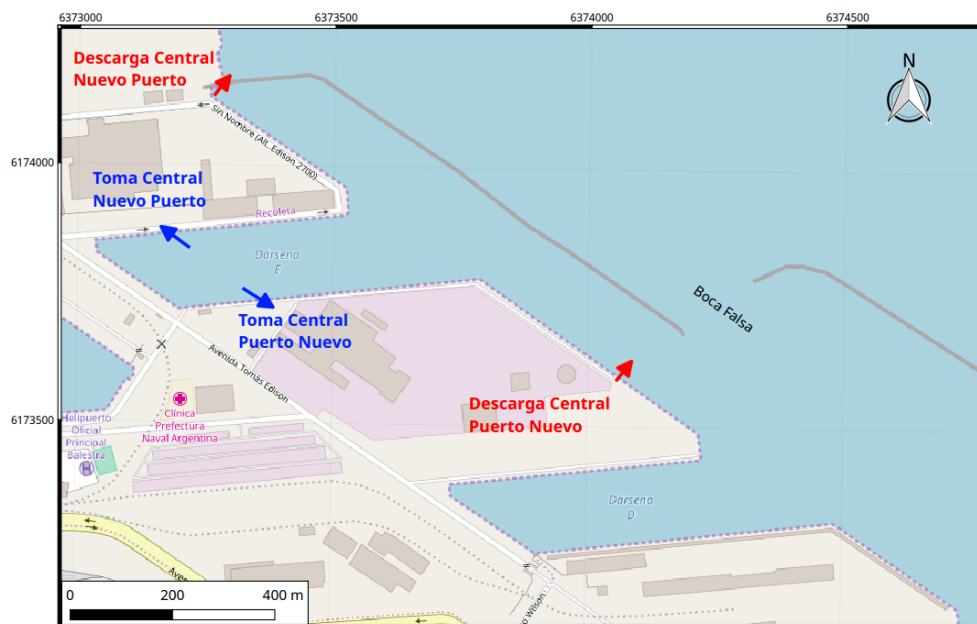 6373000
6373500
6374000
6374500
Descarga Central
Nuevo Puerto
N
Sin Nombre (Alt. Edison 2700)
6174000
Toma Central
Nuevo Puerto
Recoleta
Dársena
E
Boca Falsa
Toma Central
Puerto Nuevo
Avenida Tomás Edison
Descarga Central
Puerto Nuevo
6173500
Clínica
Prefectura
Naval Argentina
Helipuerto
Oficial
Principal
Balestra
H
Dársena
D
0
200
400 m